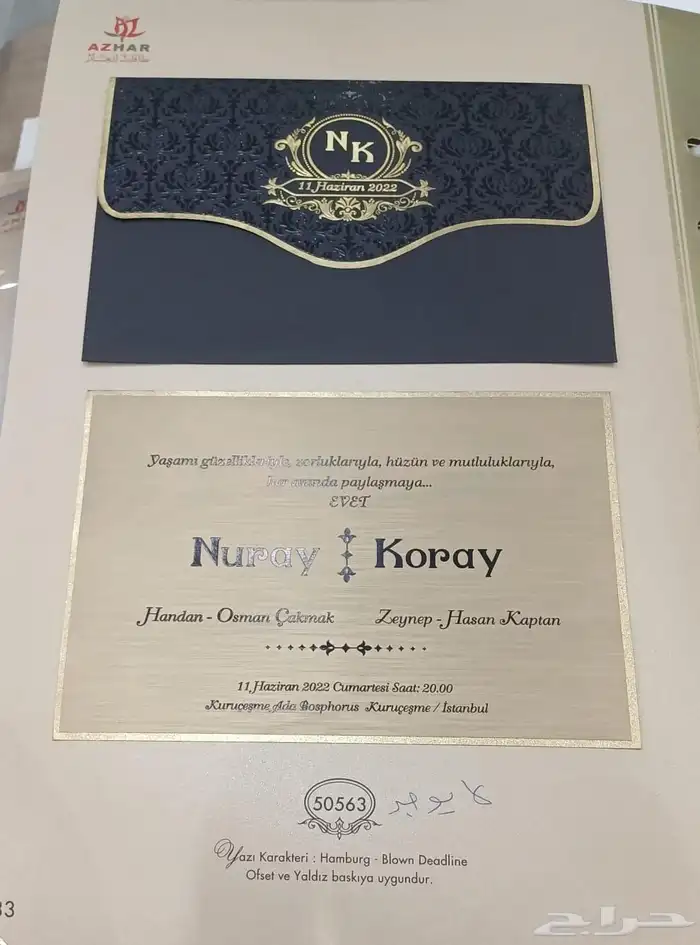 AZHAR
N K
11 Haziran 2022
Yaşamı güzellikleriyle, zorluklarıyla, hüzün ve mutluluklarıyla,
her anında paylaşmaya...
EVET
Nuray Koray
Handan - Osman Çakmak Zeynep - Hasan Kaptan
11 Haziran 2022 Cumartesi Saat: 20.00
Kuruçeşme Ada Bosphorus Kuruçeşme / İstanbul
50563 لا يوجد
Yazı Karakteri : Hamburg - Blown Deadline
Ofset ve Yaldız baskıya uygundur.
33
حراج